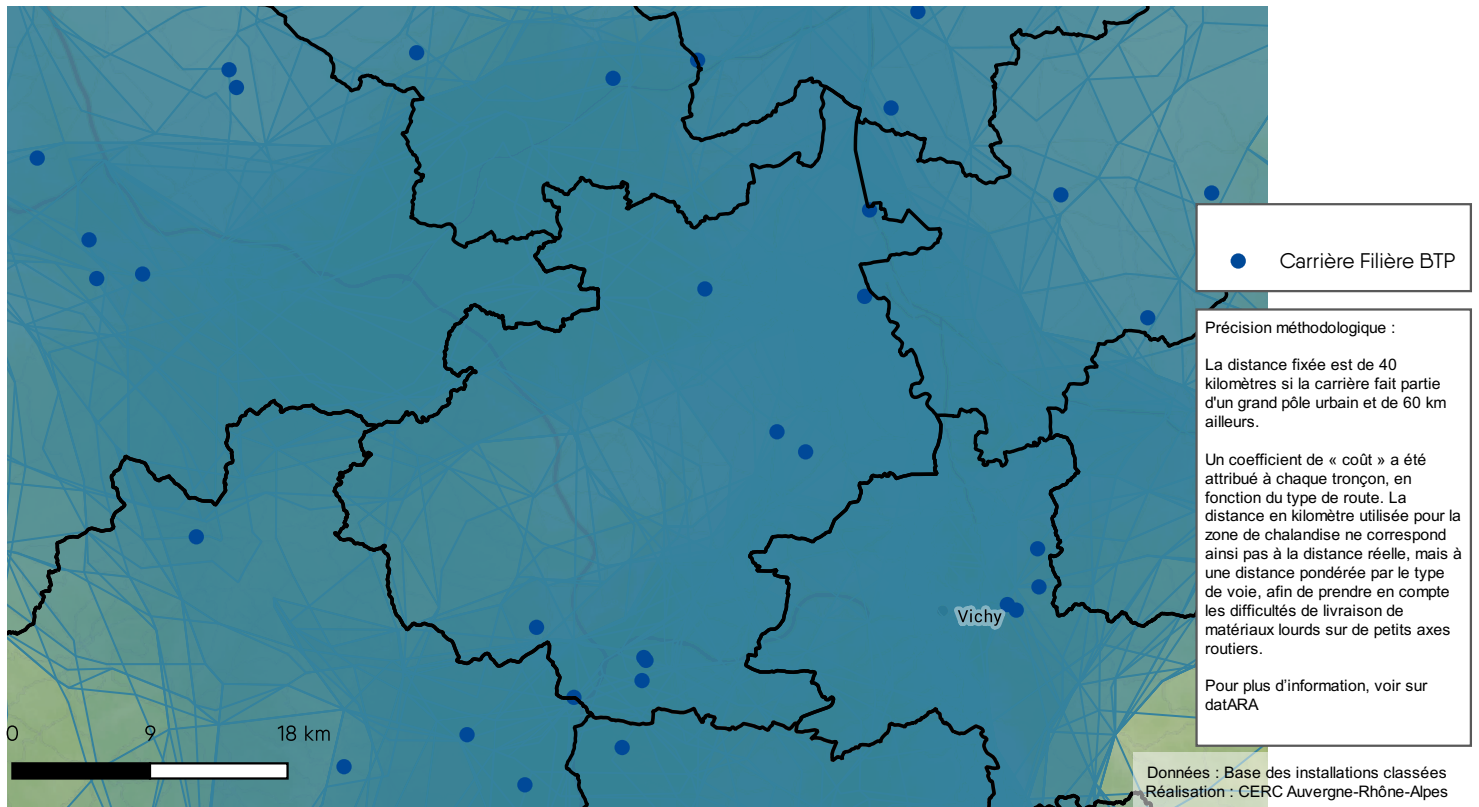 Carrière Filière BTP
Précision méthodologique :
La distance fixée est de 40
kilomètres si la carrière fait partie
d'un grand pôle urbain et de 60 km
ailleurs.
Un coefficient de « coût » a été
attribué à chaque tronçon, en
fonction du type de route. La
distance en kilomètre utilisée pour la
zone de chalandise ne correspond
ainsi pas à la distance réelle, mais à
une distance pondérée par le type
de voie, afin de prendre en compte
les difficultés de livraison de
matériaux lourds sur de petits axes
routiers.
Pour plus d'information, voir sur
datARA
Vichy
0 9 18 km
Données : Base des installations classées
Réalisation : CERC Auvergne-Rhône-Alpes